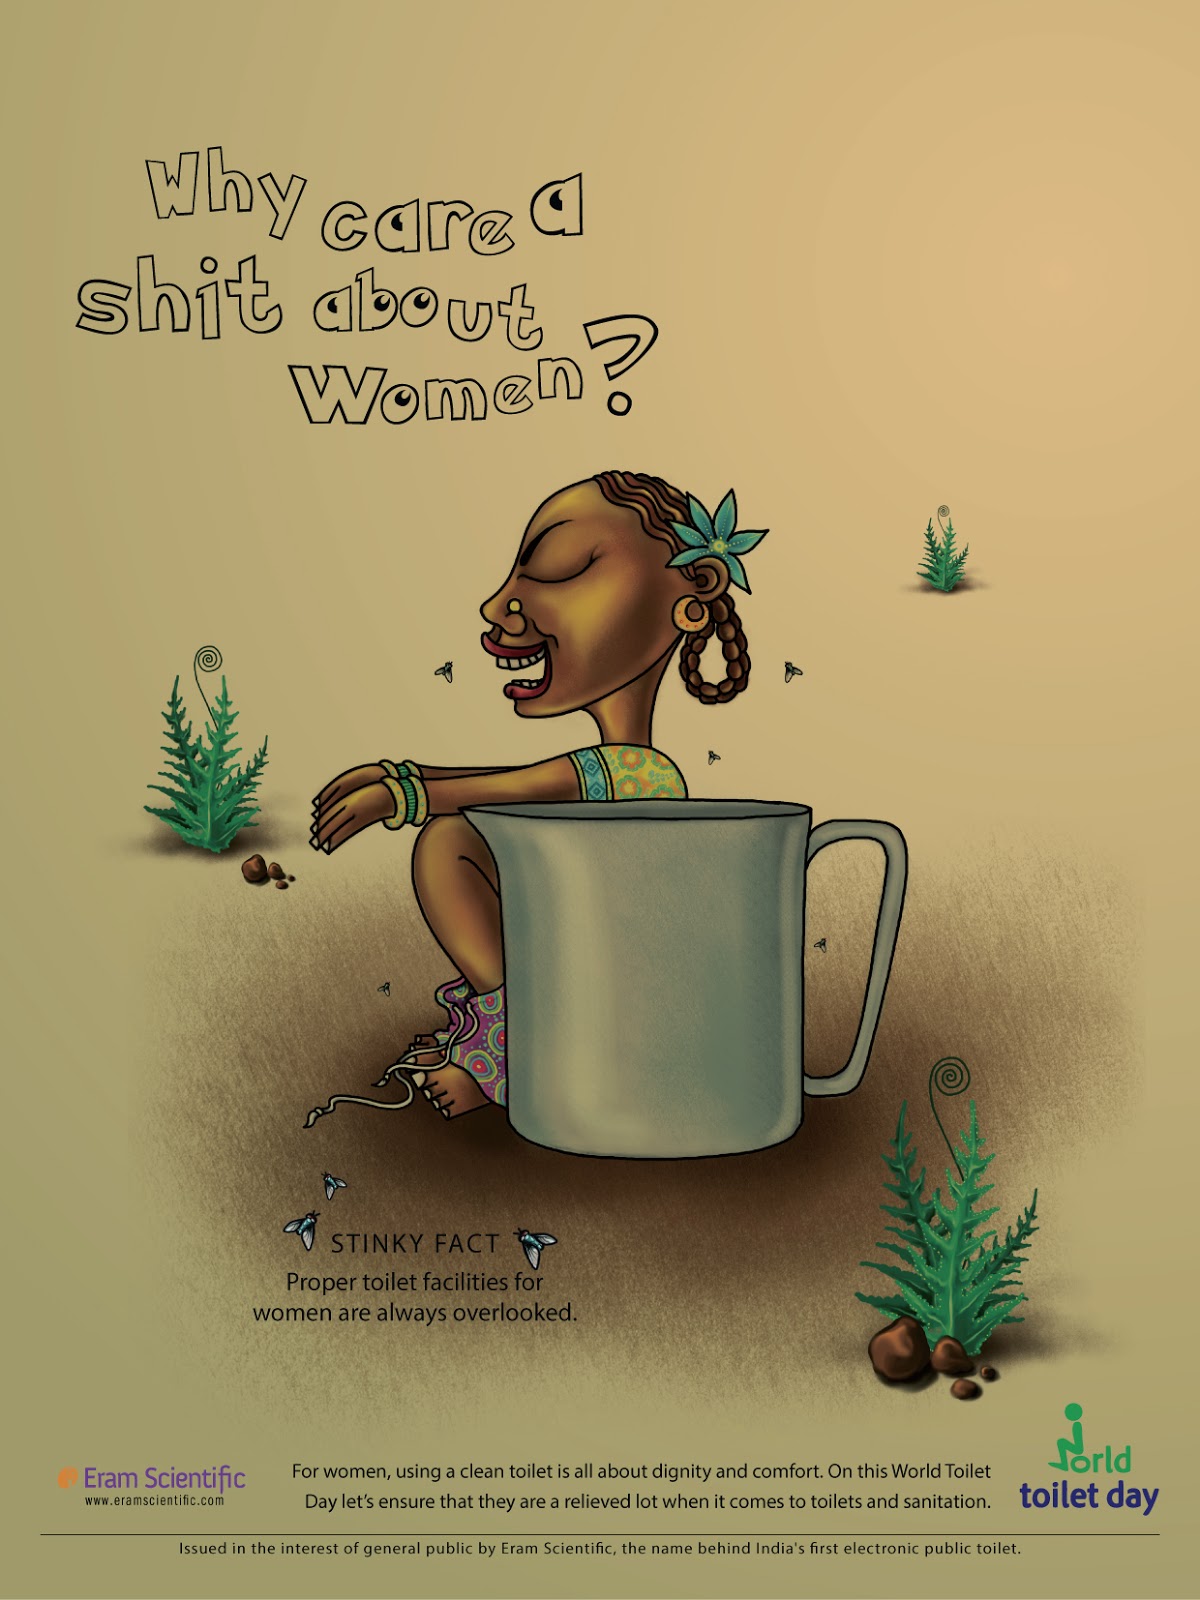 Why care a
shit about
Women?
STINKY FACT
Proper toilet facilities for
women are always overlooked.
Eram Scientific
www.eramscientific.com
For women, using a clean toilet is all about dignity and comfort. On this World Toilet
Day let's ensure that they are a relieved lot when it comes to toilets and sanitation.
World
toilet day
Issued in the interest of general public by Eram Scientific, the name behind India's first electronic public toilet.